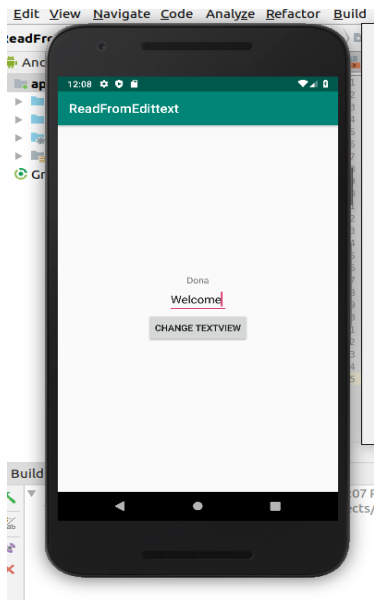 Edit View Navigate Code Analyze Refactor Build
12:08
ReadFromEdittext
Dona
Welcome
CHANGE TEXTVIEW
Build